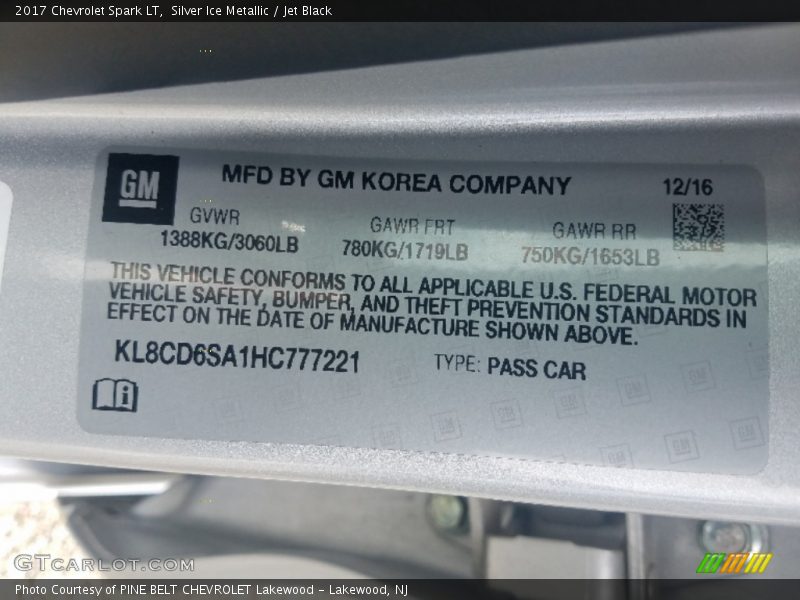 2017 Chevrolet Spark LT, Silver Ice Metallic / Jet Black
GM
MFD BY GM KOREA COMPANY
12/16
GVWR GAWR FRT GAWR RR
1388KG/3060LB 780KG/1719LB 750KG/1653LB
THIS VEHICLE CONFORMS TO ALL APPLICABLE U.S. FEDERAL MOTOR
VEHICLE SAFETY, BUMPER, AND THEFT PREVENTION STANDARDS IN
EFFECT ON THE DATE OF MANUFACTURE SHOWN ABOVE.
KL8CD6SA1HC777221 TYPE: PASS CAR
GTCarLot.com
Photo Courtesy of PINE BELT CHEVROLET Lakewood - Lakewood, NJ